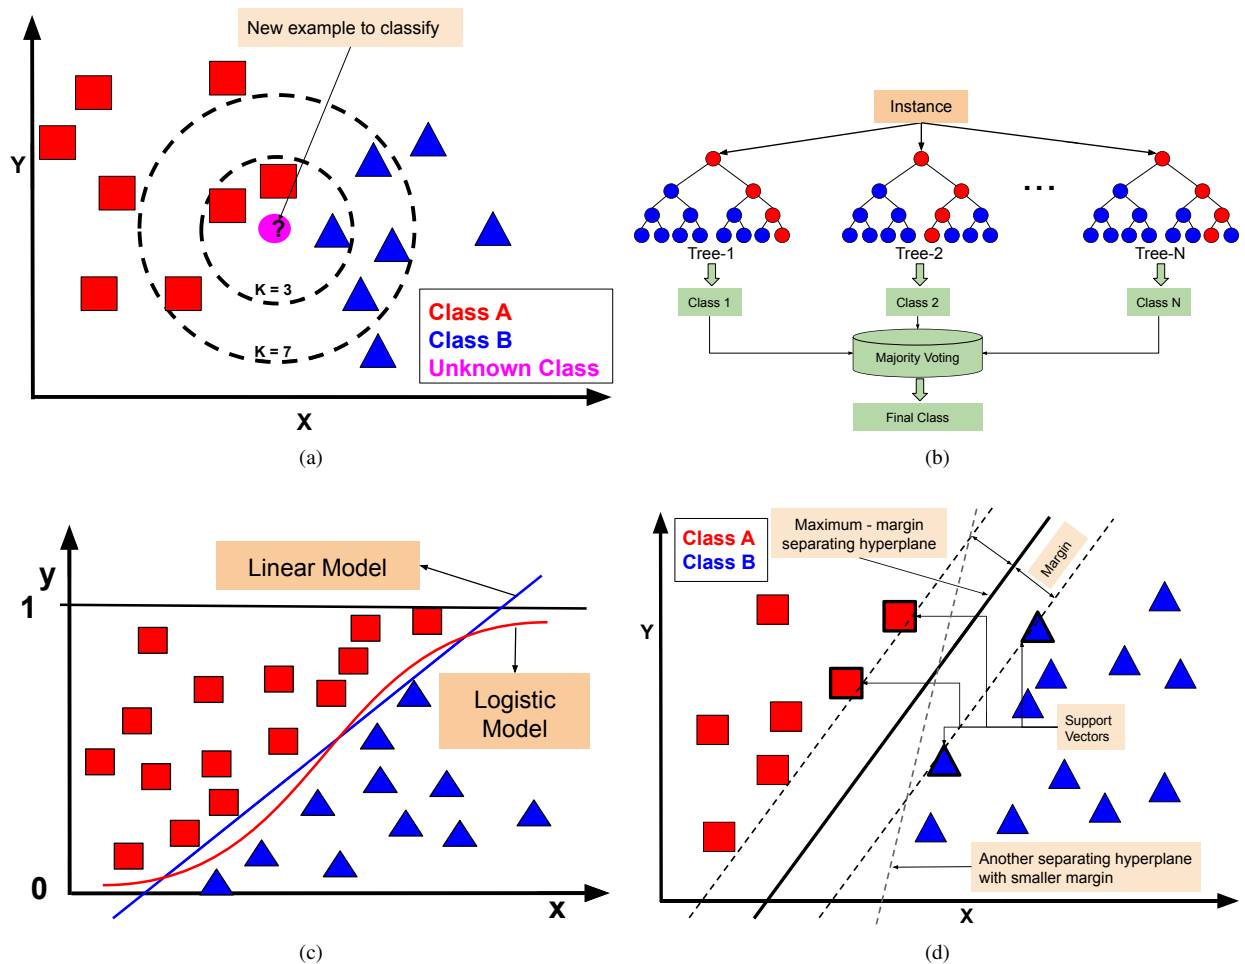 New example to classify
Y
?
K = 3
K = 7
Class A
Class B
Unknown Class
X
(a)
Instance
...
Tree-1
Tree-2
Tree-N
Class 1
Class 2
Class N
Majority Voting
Final Class
(b)
y
1
Linear Model
Logistic
Model
0
x
(c)
Class A
Class B
Maximum - margin
separating hyperplane
Margin
Y
Support
Vectors
Another separating hyperplane
with smaller margin
X
(d)